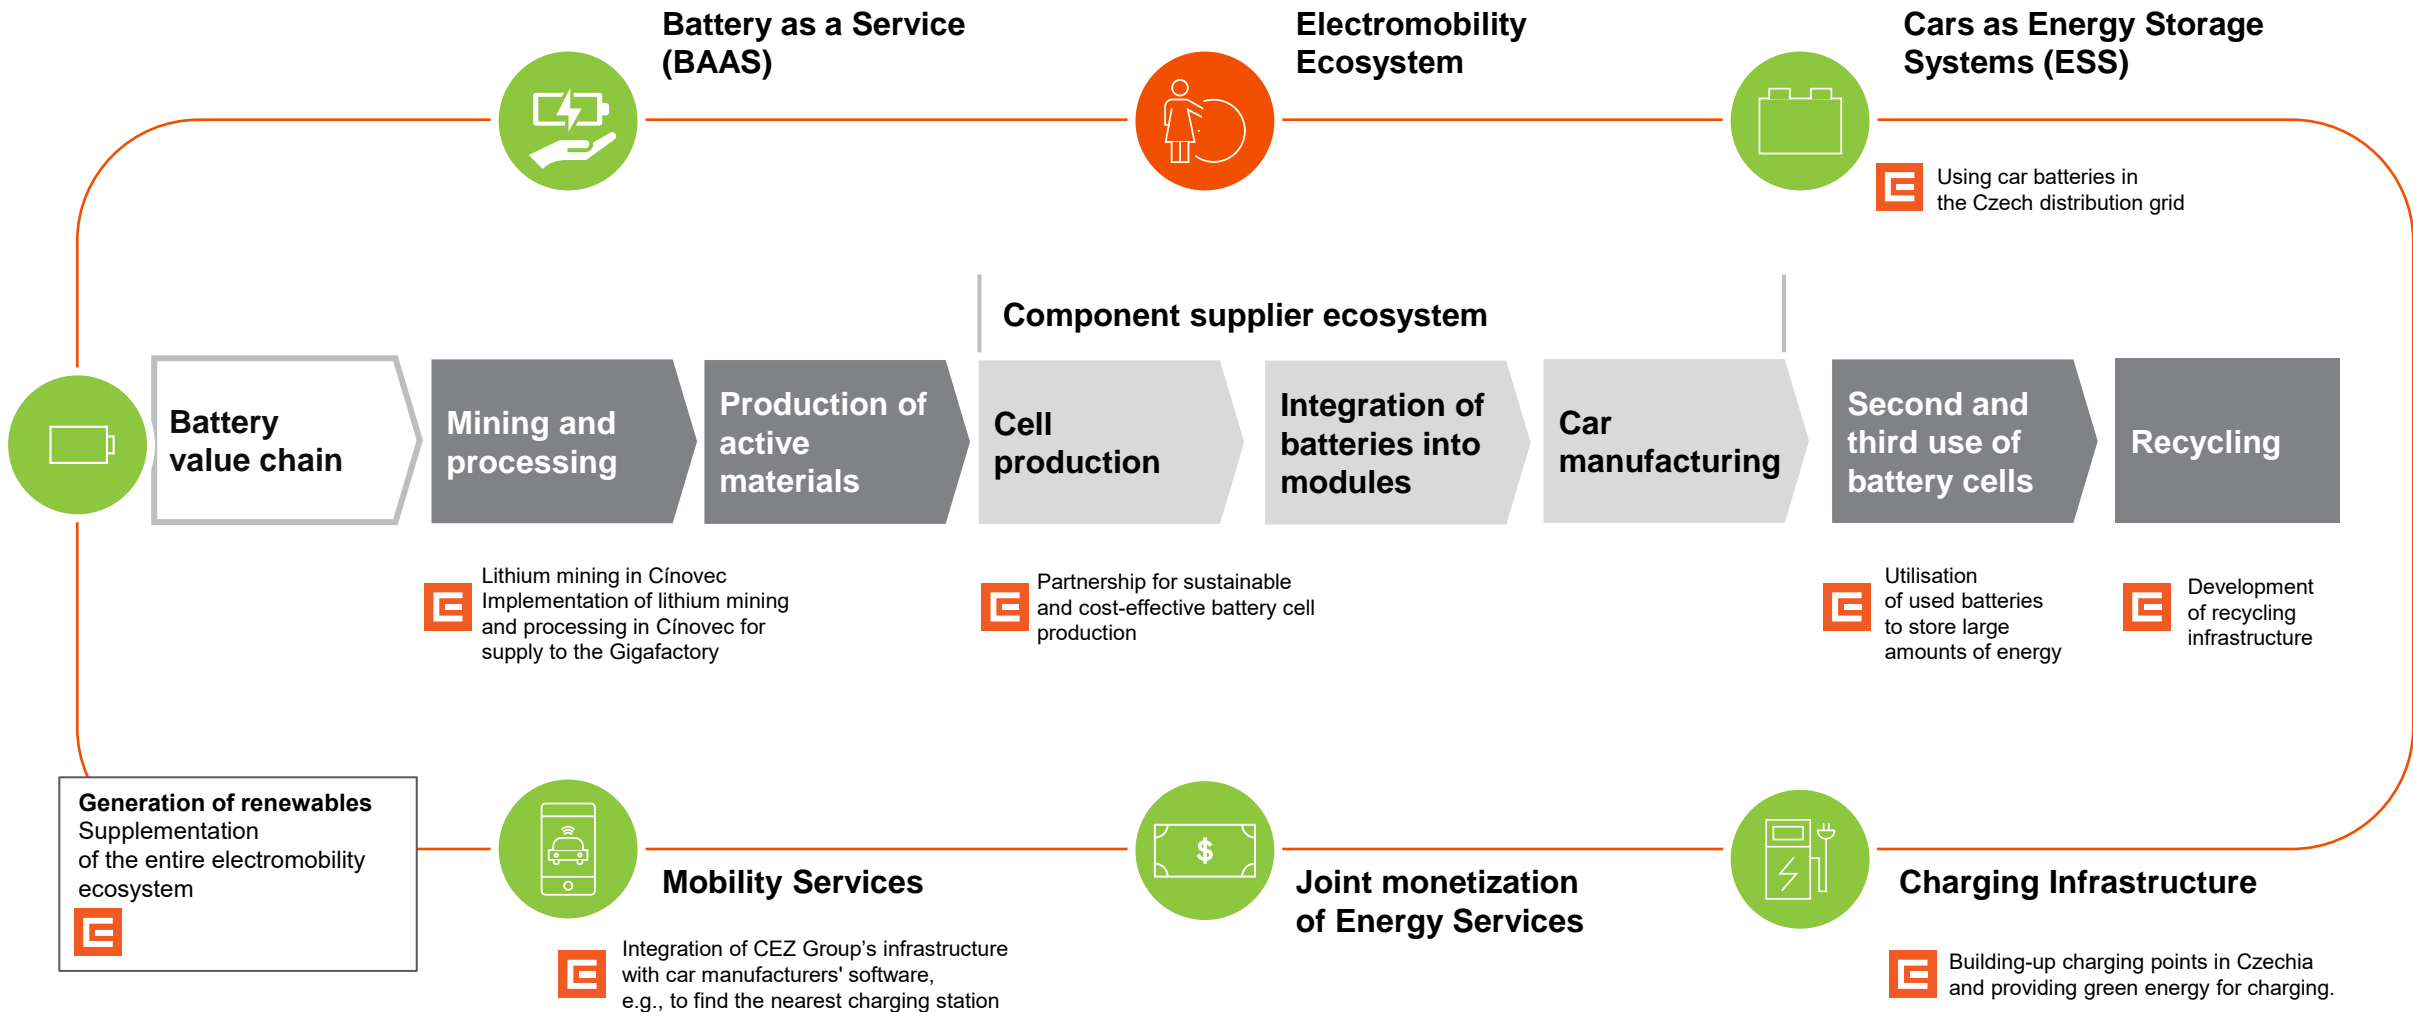 Battery as a Service
(BAAS)
Electromobility
Ecosystem
Cars as Energy Storage
Systems (ESS)
Using car batteries in
the Czech distribution grid
Component supplier ecosystem
Battery
value chain
Mining and
processing
Production of
active
materials
Cell
production
Integration of
batteries into
modules
Car
manufacturing
Second and
third use of
battery cells
Recycling
Lithium mining in Cínovec
Implementation of lithium mining
and processing in Cínovec for
supply to the Gigafactory
Partnership for sustainable
and cost-effective battery cell
production
Utilisation
of used batteries
to store large
amounts of energy
Development
of recycling
infrastructure
Generation of renewables
Supplementation
of the entire electromobility
ecosystem
Mobility Services
Integration of CEZ Group’s infrastructure
with car manufacturers' software,
e.g., to find the nearest charging station
$
Joint monetization
of Energy Services
Charging Infrastructure
Building-up charging points in Czechia
and providing green energy for charging.